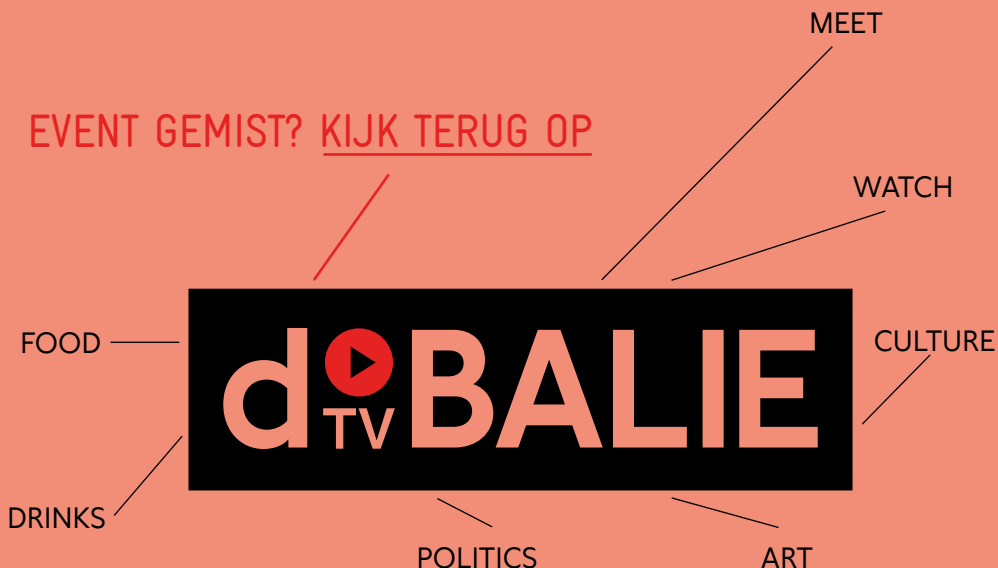 MEET
EVENT GEMIST? KIJK TERUG OP
WATCH
FOOD
d TV BALIE
CULTURE
DRINKS
POLITICS
ART